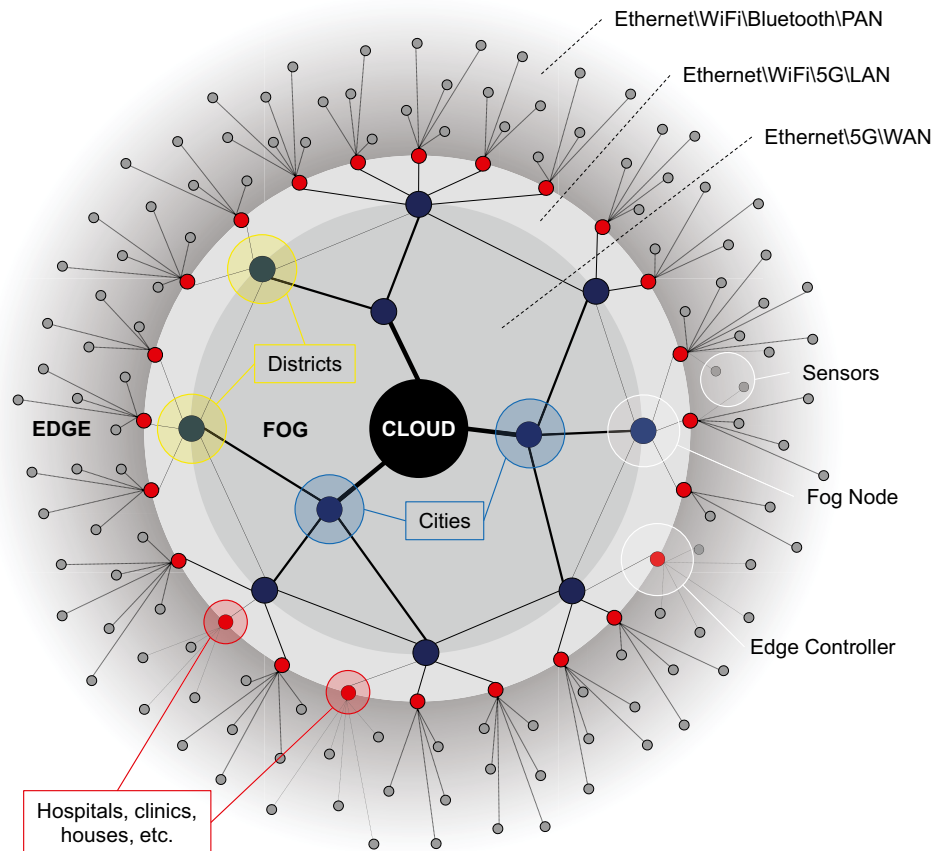 Ethernet\WiFi\Bluetooth\PAN
Ethernet\WiFi\5G\LAN
Ethernet\5G\WAN
Districts
Sensors
EDGE
FOG
CLOUD
Fog Node
Cities
Edge Controller
Hospitals, clinics,
houses, etc.